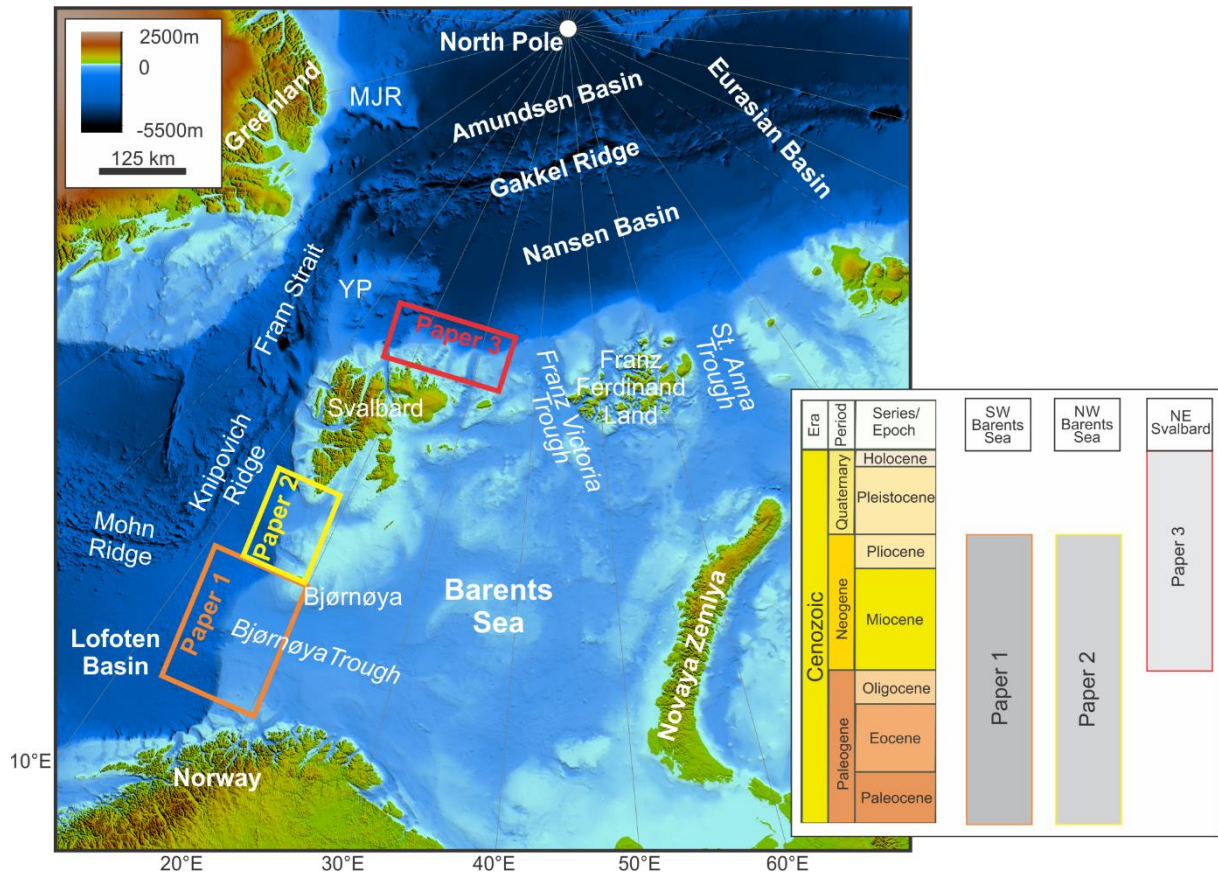 2500m
0
-5500m
125 km
North Pole
Greenland
MJR
Amundsen Basin
Eurasian
Basin
Gakkel Ridge
Nansen Basin
Fram Strait
YP
Paper 3
Svalbard
Franz Victoria
Trough
Franz
Ferdinand
Land
St. Anna
Trough
Knipovich
Ridge
Paper 2
Mohn
Ridge
Paper 1
Bjørnøya
Barents
Sea
Lofoten
Basin
BjørnøyaTrough
Novaya Zemlya
Norway
10°E
20°E
30°E
40°E
50°E
60°E
Era
Period
Series/
Epoch
SW
Barents
Sea
NW
Barents
Sea
NE
Svalbard
Cenozoic
Quaternary
Neogene
Paleogene
Holocene
Pleistocene
Pliocene
Miocene
Oligocene
Eocene
Paleocene
Paper 1
Paper 2
Paper 3